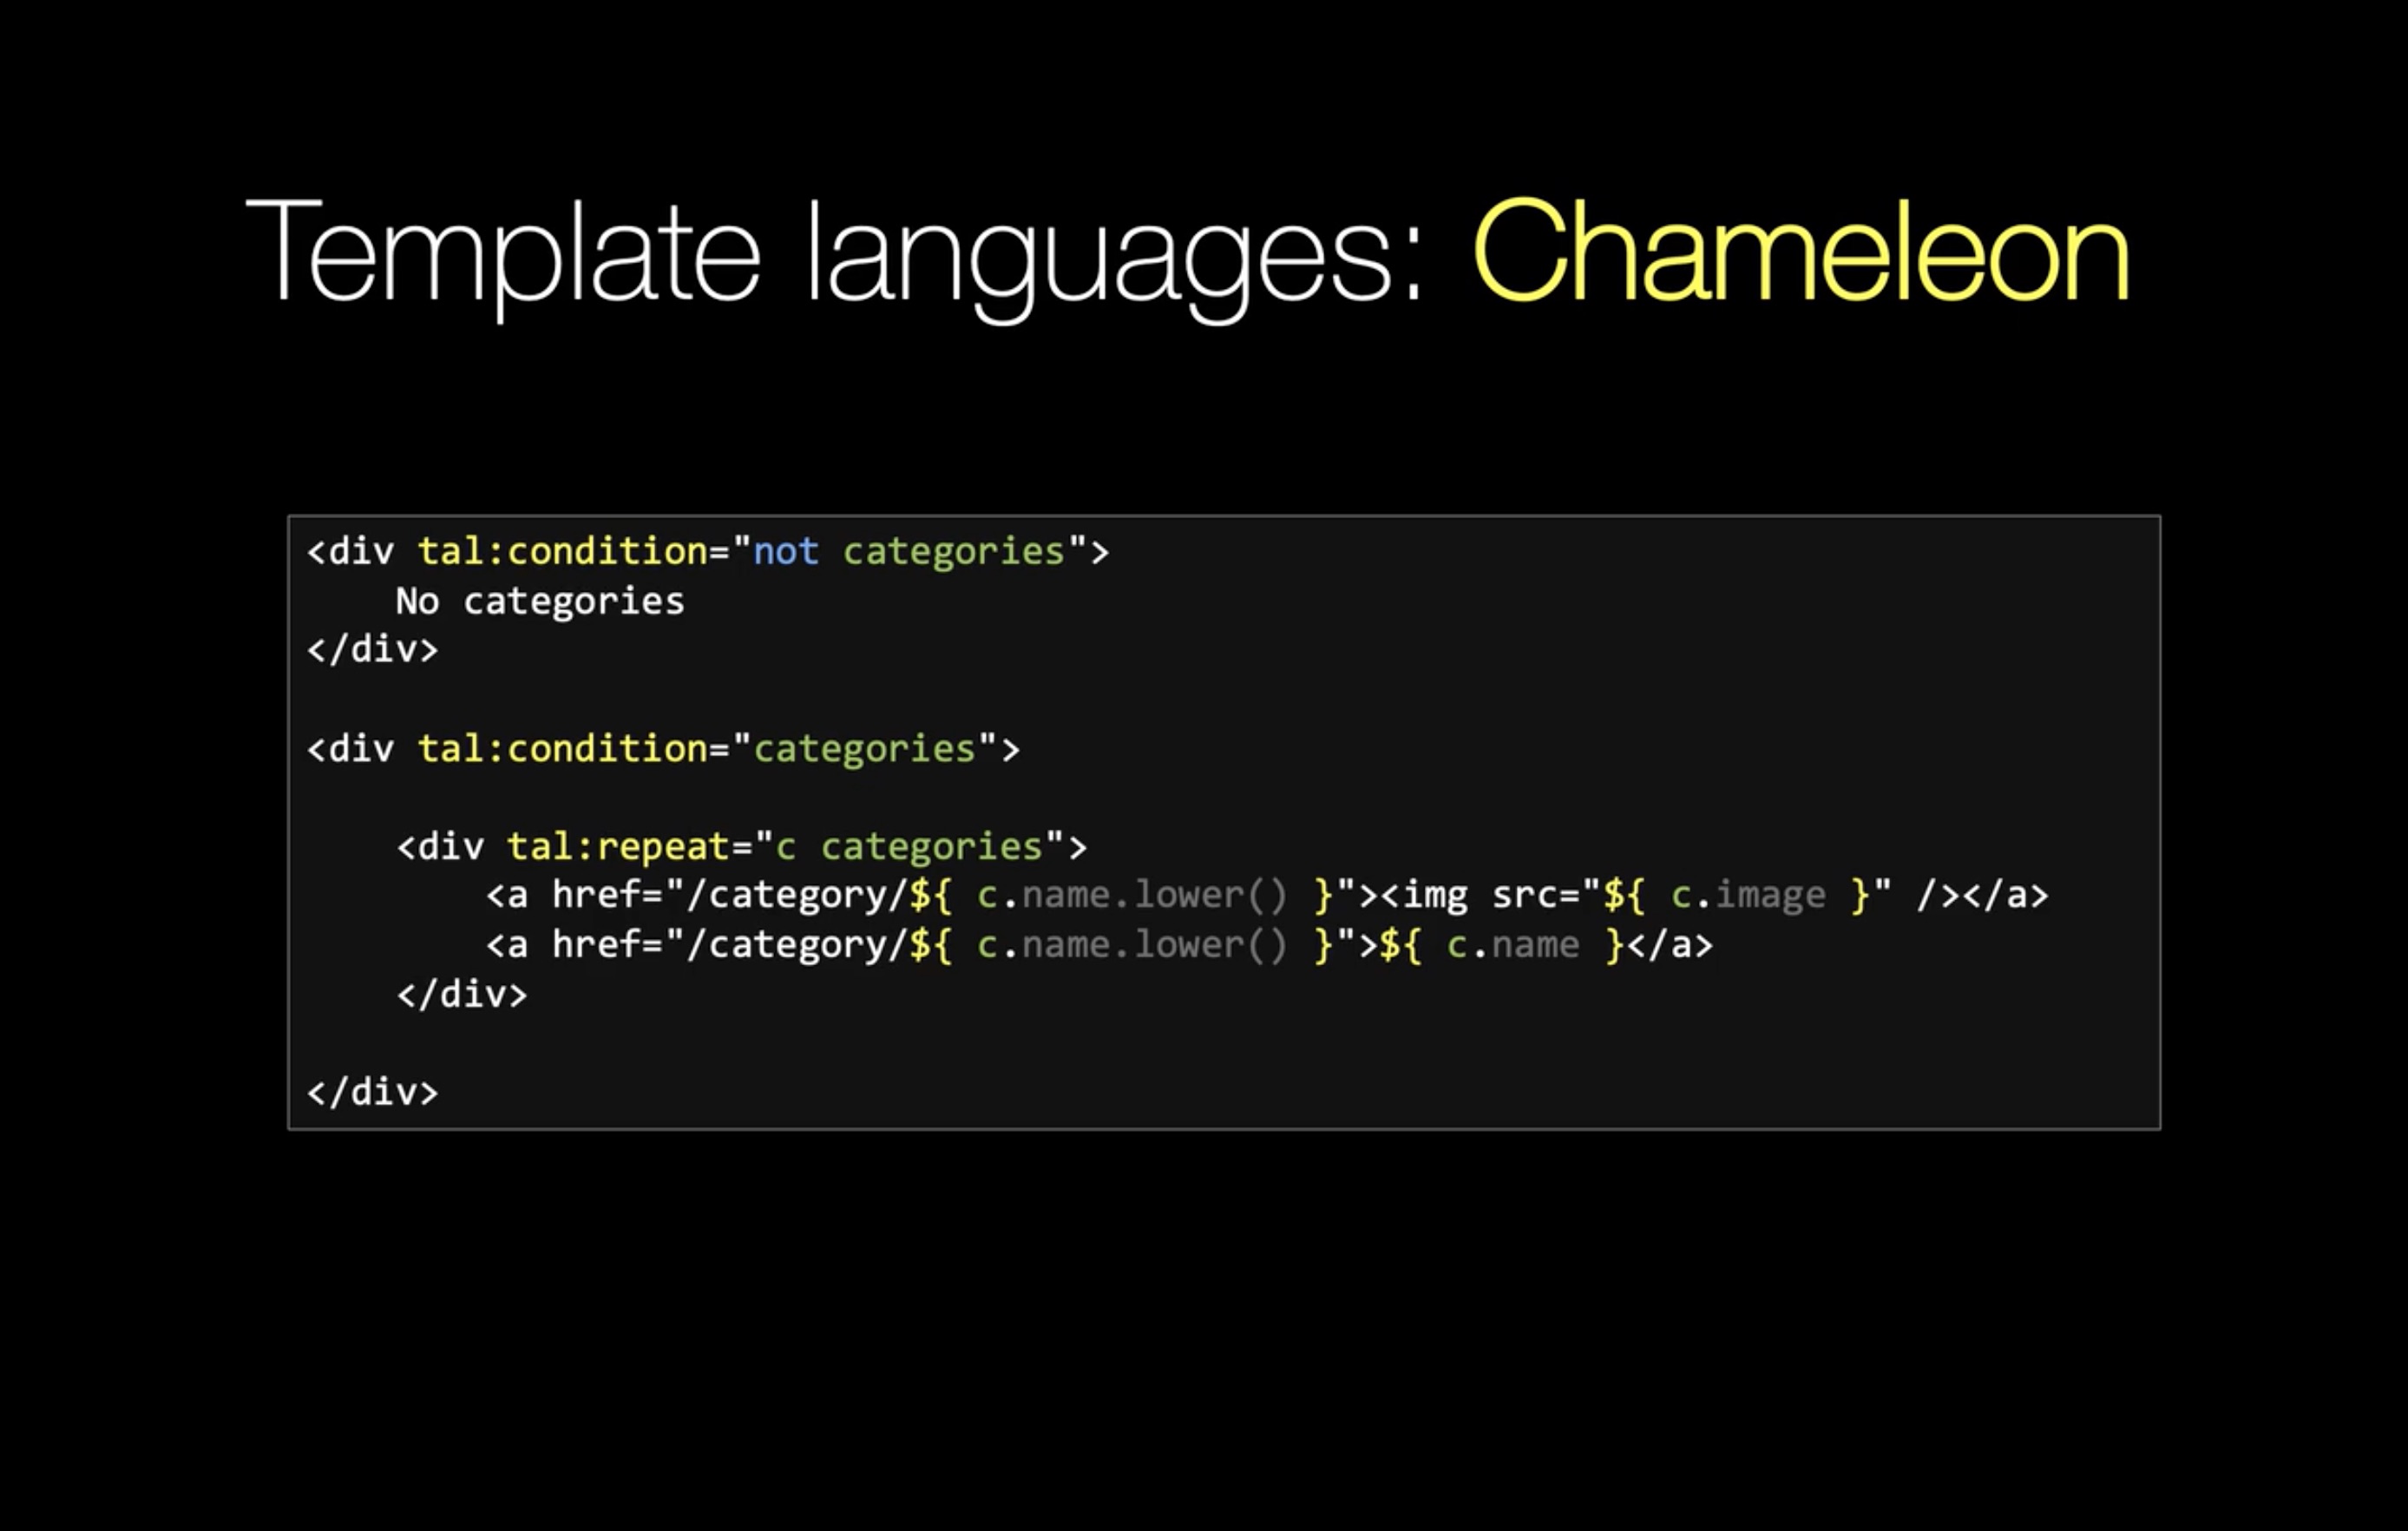 Template languages: Chameleon
<div tal:condition="not categories">
    No categories
</div>
<div tal:condition="categories">
    <div tal:repeat="c categories">
        <a href="/category/${ c.name.lower() }"><img src="${ c.image }" /></a>
        <a href="/category/${ c.name.lower() }">${ c.name }</a>
    </div>
</div>